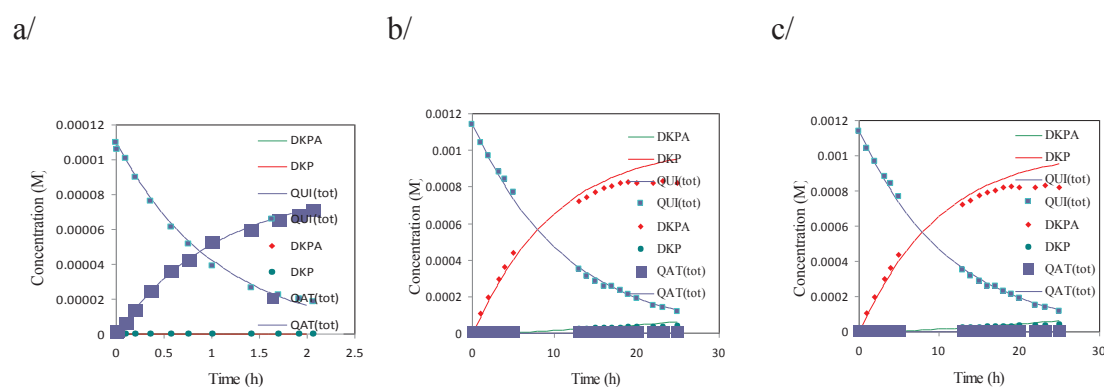 a/
b/
c/
0.00012
0.0001
0.00008
0.00006
0.00004
0.00002
0
0 0.5 1 1.5 2 2.5
Concentration (M)
Time (h)
DKPA
DKP
QUI(tot)
QUI(tot)
DKPA
DKP
QAT(tot)
QAT(tot)
0.0012
0.001
0.0008
0.0006
0.0004
0.0002
0
0 10 20 30
Concentration (M)
Time (h)
DKPA
DKP
QUI(tot)
QUI(tot)
DKPA
DKP
QAT(tot)
QAT(tot)
0.0012
0.001
0.0008
0.0006
0.0004
0.0002
0
0 10 20 30
Concentration (M)
Time (h)
DKPA
DKP
QUI(tot)
QUI(tot)
DKPA
DKP
QAT(tot)
QAT(tot)